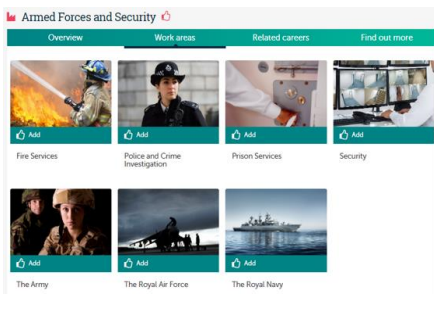 Armed Forces and Security
Overview Work areas Related careers Find out more
Add Add Add Add
Fire Services Police and Crime Investigation Prison Services Security
Add Add Add
The Army The Royal Air Force The Royal Navy